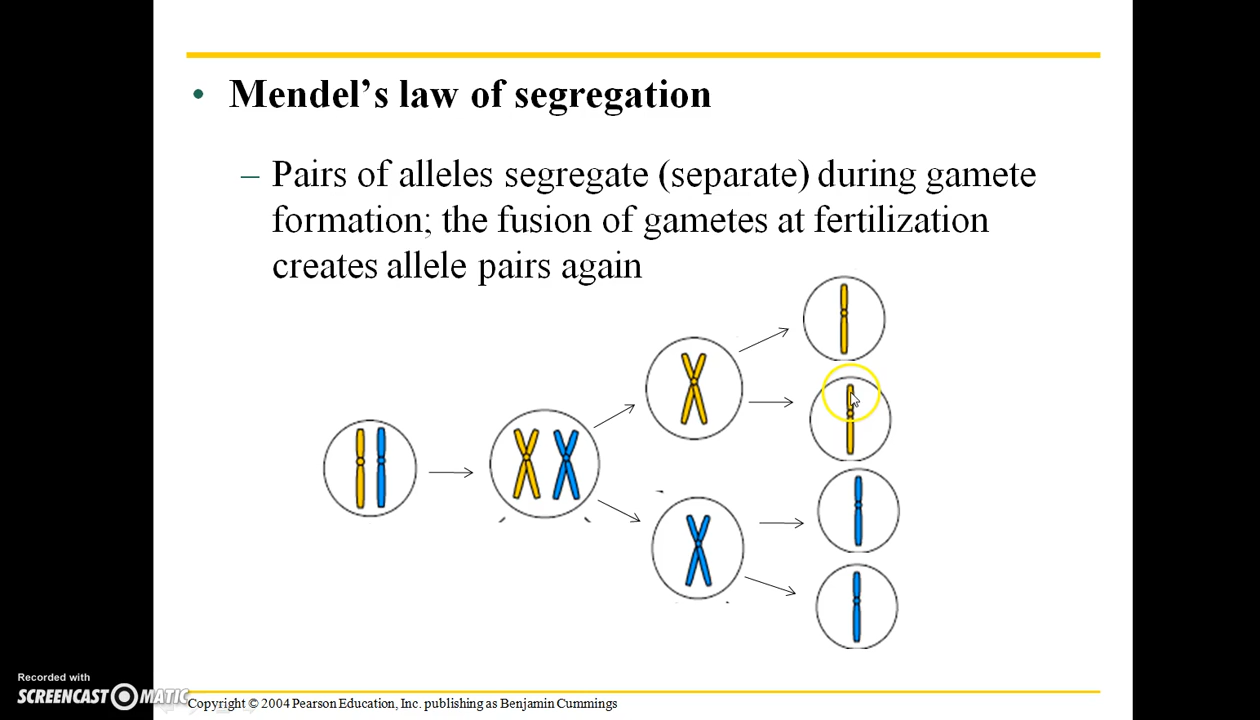 • Mendel's law of segregation
– Pairs of alleles segregate (separate) during gamete
formation; the fusion of gametes at fertilization
creates allele pairs again
Recorded with
SCREENCAST MATIC
Copyright © 2004 Pearson Education, Inc. publishing as Benjamin Cummings